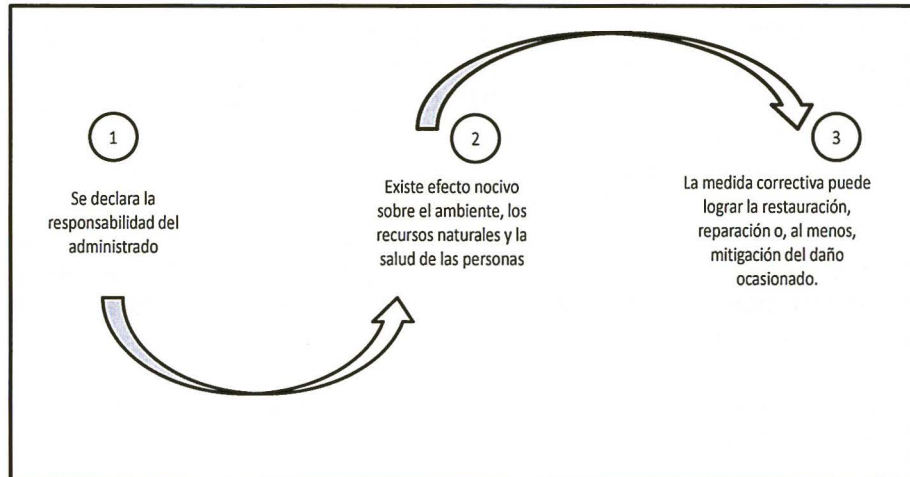 1
Se declara la
responsabilidad del
administrado
2
Existe efecto nocivo
sobre el ambiente, los
recursos naturales y la
salud de las personas
3
La medida correctiva puede
lograr la restauración,
reparación o, al menos,
mitigación del daño
ocasionado.